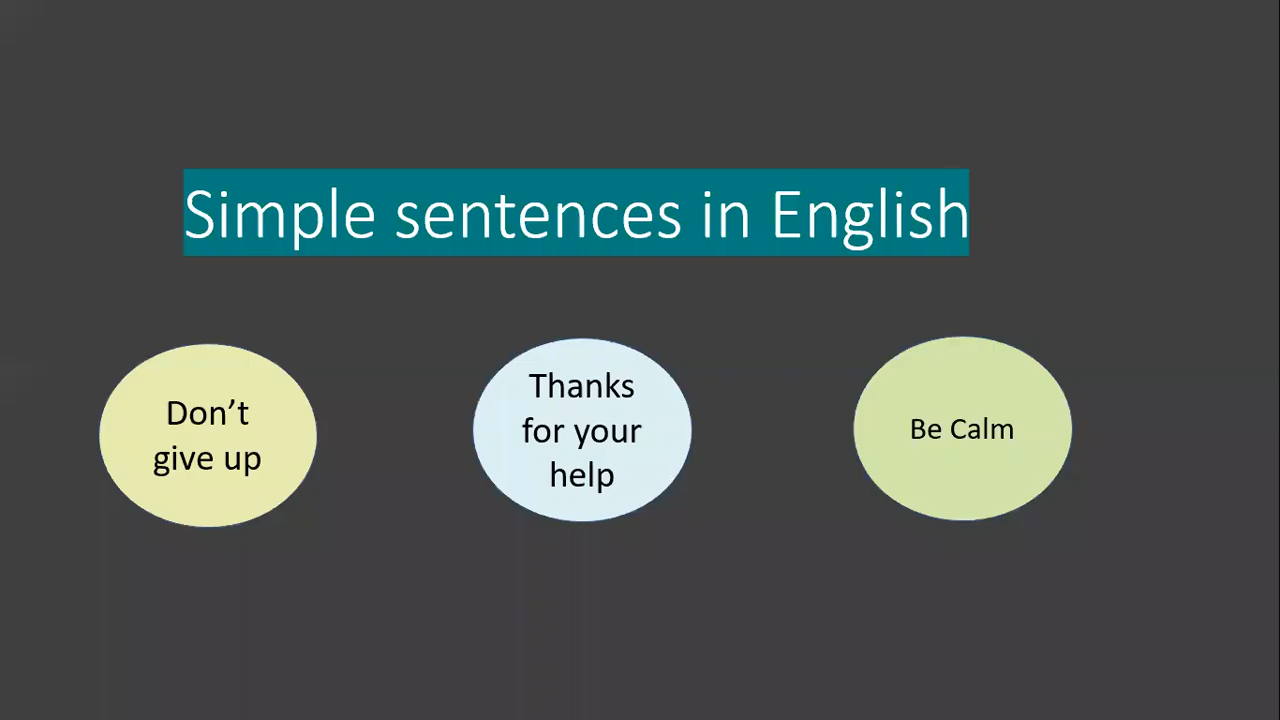 Simple sentences in English
Don’t
give up
Thanks
for your
help
Be Calm